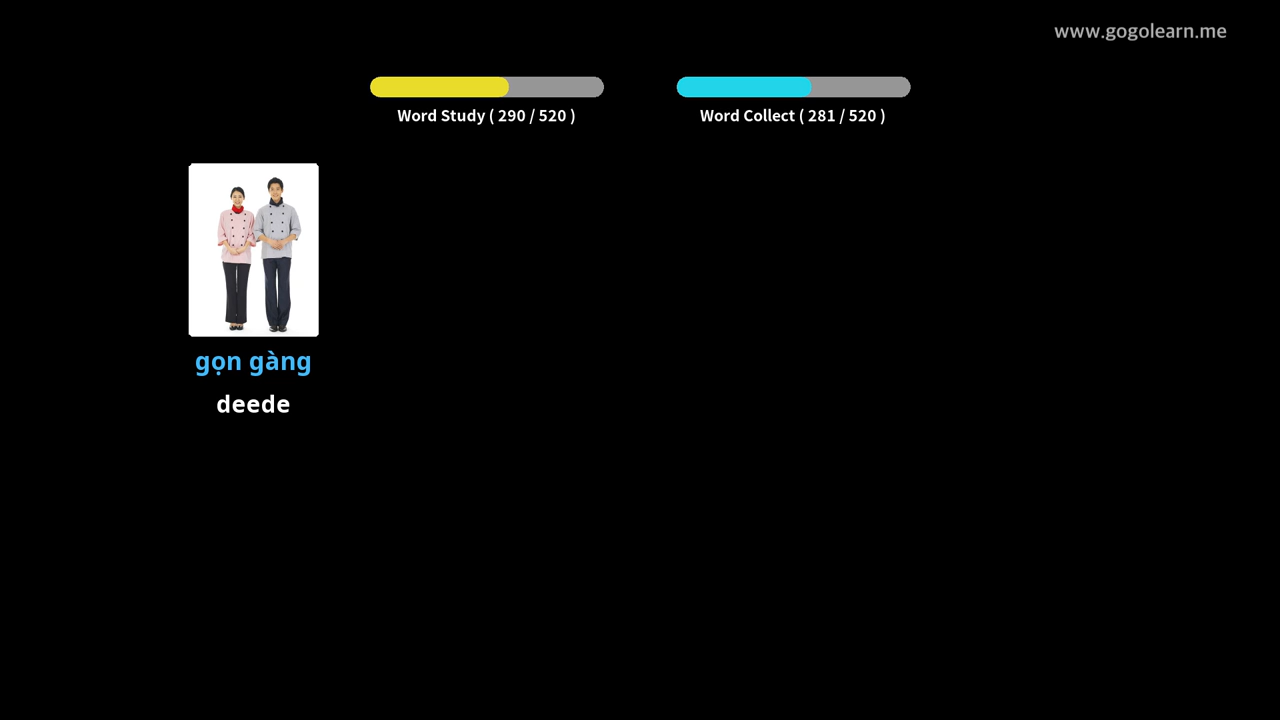 www.gogolearn.me
Word Study ( 290 / 520 )
Word Collect ( 281 / 520 )
gọn gàng
deede